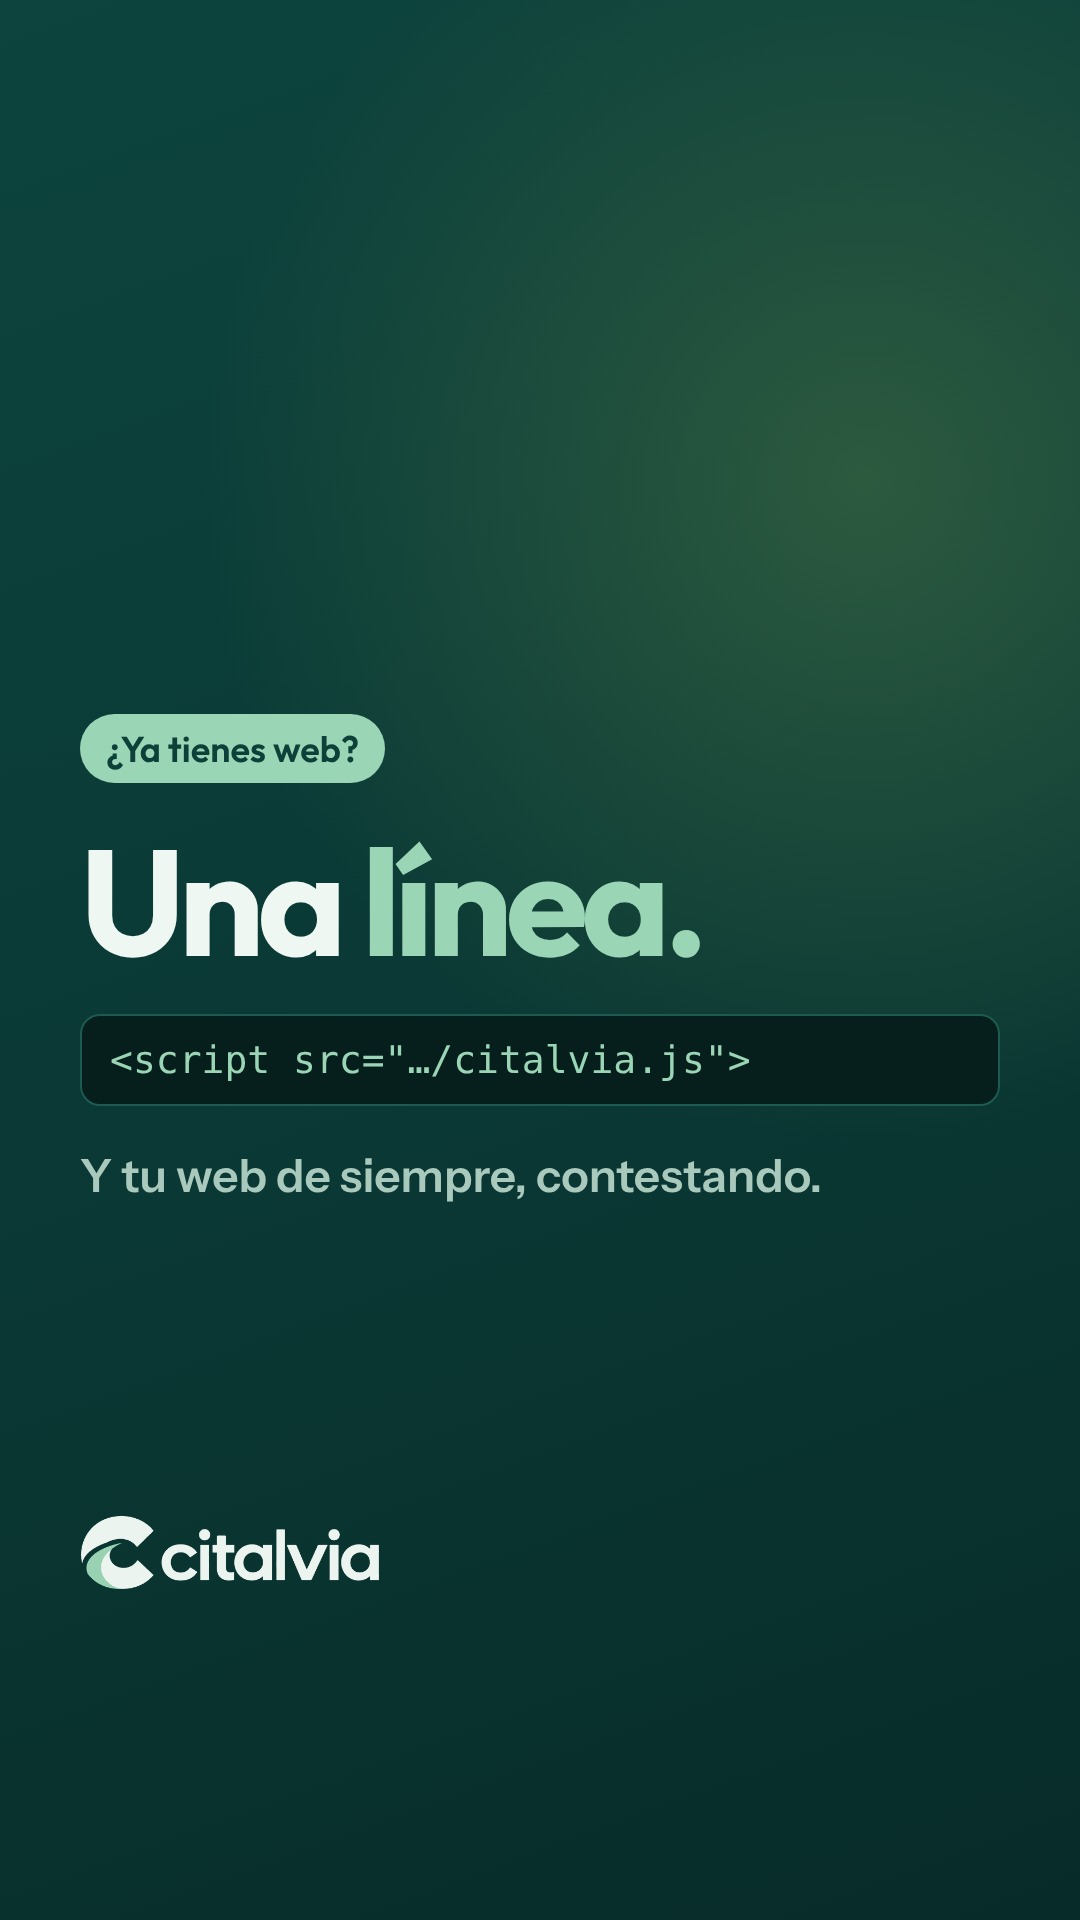 ¿Ya tienes web?
Una línea.
<script src="…/citalvia.js">
Y tu web de siempre, contestando.
citalvia